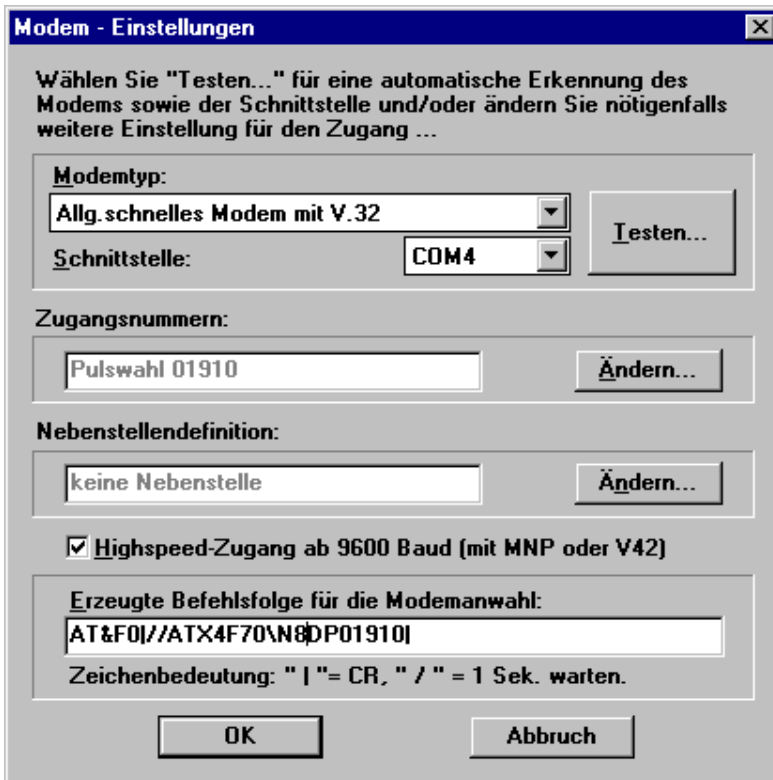 Modem - Einstellungen
Wählen Sie "Testen..." für eine automatische Erkennung des
Modems sowie der Schnittstelle und/oder ändern Sie nötigenfalls
weitere Einstellung für den Zugang ...
Modemtyp:
Allg.schnelles Modem mit V.32
Testen...
Schnittstelle:
COM4
Zugangsnummern:
Pulswahl 01910
Ändern...
Nebenstellendefinition:
keine Nebenstelle
Ändern...
Highspeed-Zugang ab 9600 Baud (mit MNP oder V42)
Erzeugte Befehlsfolge für die Modemanwahl:
AT&F0|//ATX4F70\N8DP01910|
Zeichenbedeutung: " | "= CR, " / " = 1 Sek. warten.
OK
Abbruch